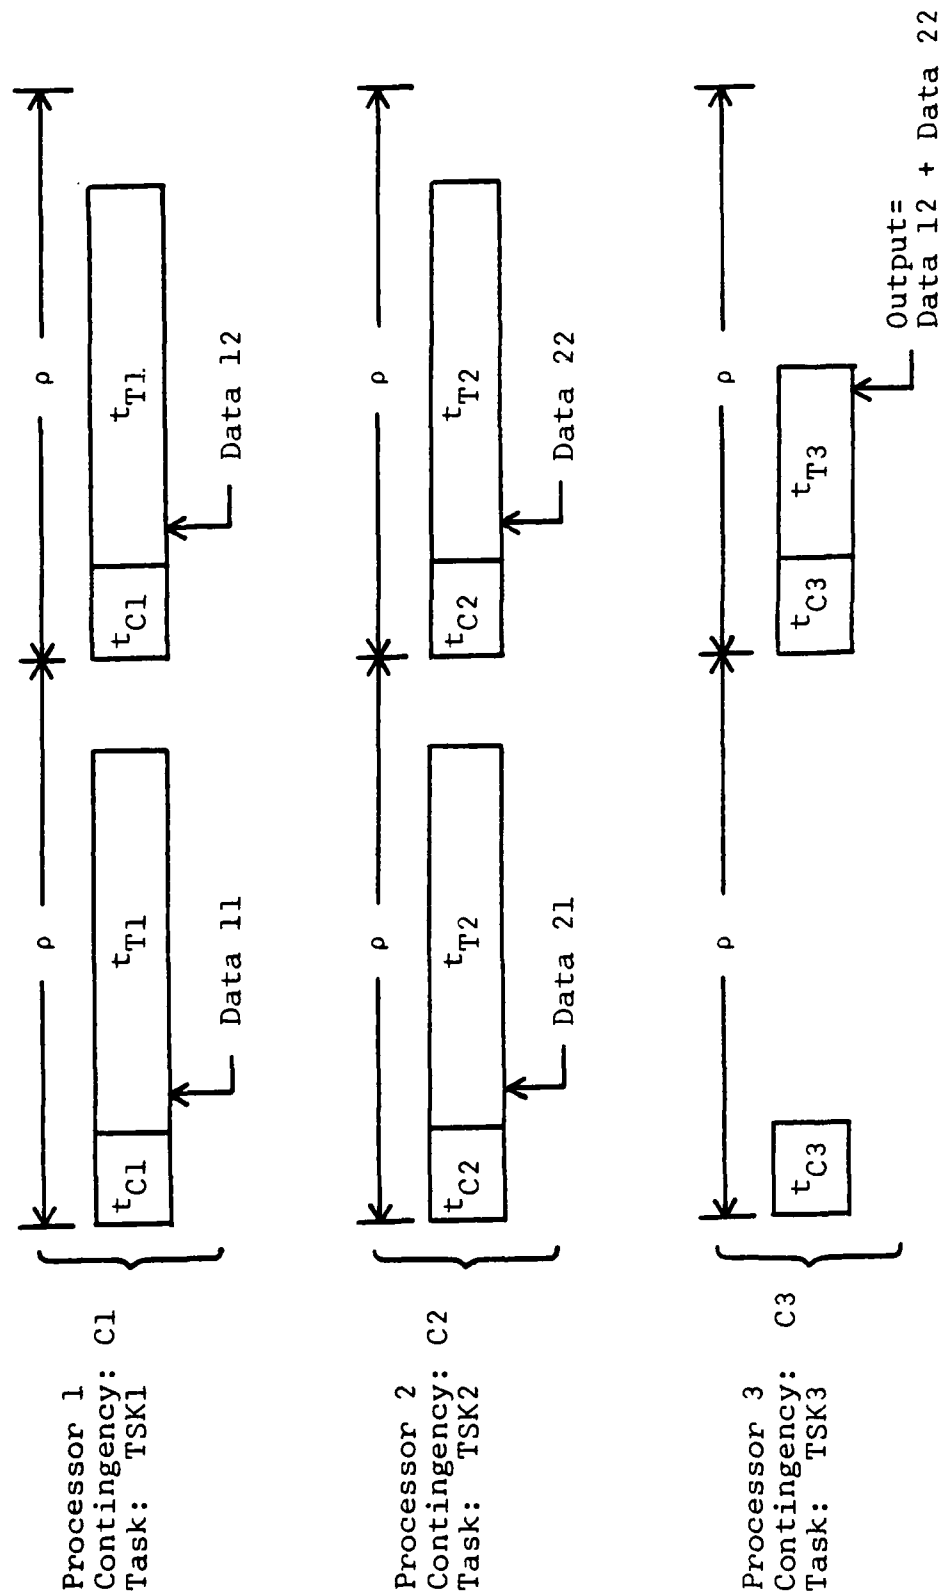 Processor 1
Contingency: C1
Task: TSK1
ρ
ρ
t_C1
t_T1
t_C1
t_T1
Data 11
Data 12
Processor 2
Contingency: C2
Task: TSK2
ρ
ρ
t_C2
t_T2
t_C2
t_T2
Data 21
Data 22
Processor 3
Contingency: C3
Task: TSK3
ρ
ρ
t_C3
t_C3
t_T3
Output=
Data 12 + Data 22